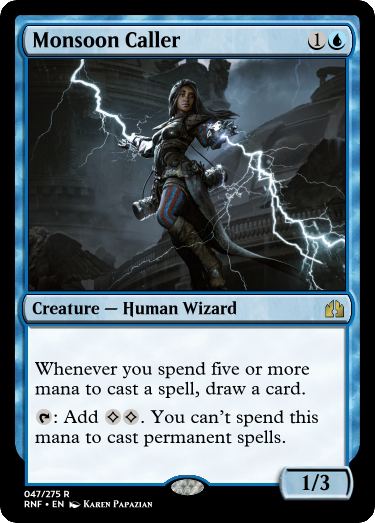 Monsoon Caller 1
Creature — Human Wizard
Whenever you spend five or more
mana to cast a spell, draw a card.
: Add . You can't spend this
mana to cast permanent spells.
1/3
047/275 R
RNF • EN Karen Papazian